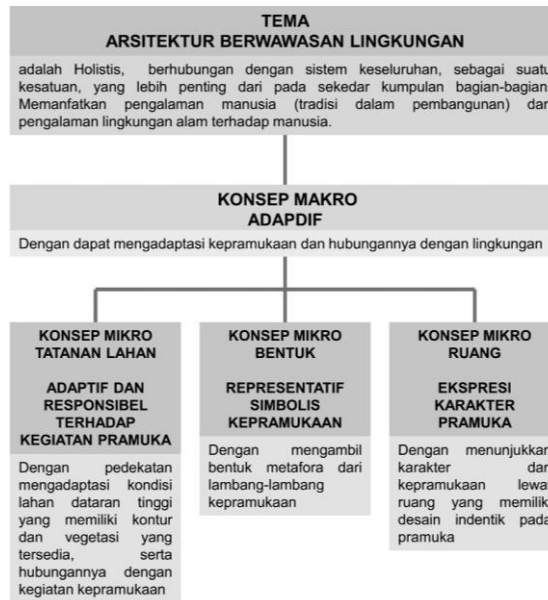 TEMA
ARSITEKTUR BERWAWASAN LINGKUNGAN
adalah Holistis, berhubungan dengan sistem keseluruhan, sebagai suatu
kesatuan, yang lebih penting dari pada sekedar kumpulan bagian-bagian.
Memanfatkan pengalaman manusia (tradisi dalam pembangunan) dan
pengalaman lingkungan alam terhadap manusia.
KONSEP MAKRO
ADAPDIF
Dengan dapat mengadaptasi kepramukaan dan hubungannya dengan lingkungan
KONSEP MIKRO
TATANAN LAHAN
ADAPTIF DAN
RESPONSIBEL
TERHADAP
KEGIATAN PRAMUKA
Dengan pedekatan
mengadaptasi kondisi
lahan dataran tinggi
yang memiliki kontur
dan vegetasi yang
tersedia, serta
hubungannya dengan
kegiatan kepramukaan
KONSEP MIKRO
BENTUK
REPRESENTATIF
SIMBOLIS
KEPRAMUKAAN
Dengan mengambil
bentuk metafora dari
lambang-lambang
kepramukaan
KONSEP MIKRO
RUANG
EKSPRESI
KARAKTER
PRAMUKA
Dengan menunjukkan
karakter dari
kepramukaan lewat
ruang yang memiliki
desain indentik pada
pramuka